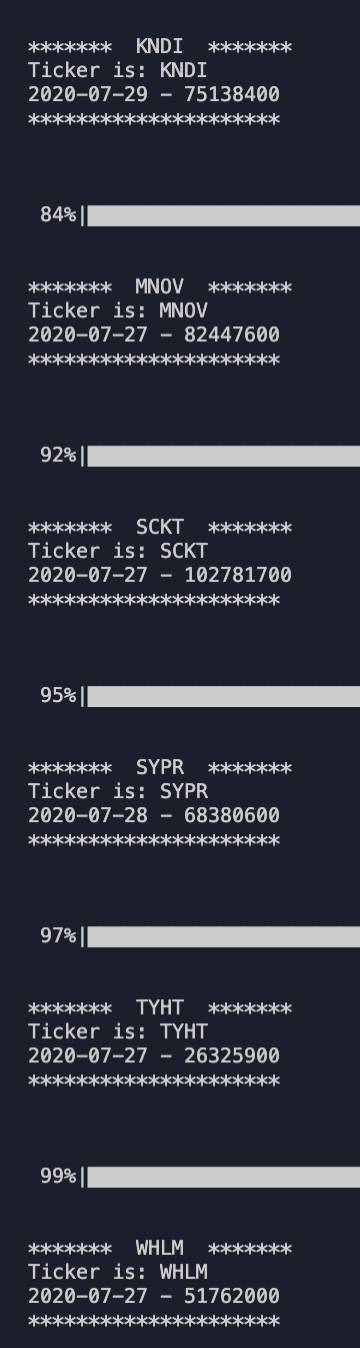 *******  KNDI  *******
Ticker is: KNDI
2020-07-29 - 75138400
*********************
84%|
*******  MNOV  *******
Ticker is: MNOV
2020-07-27 - 82447600
*********************
92%|
*******  SCKT  *******
Ticker is: SCKT
2020-07-27 - 102781700
*********************
95%|
*******  SYPR  *******
Ticker is: SYPR
2020-07-28 - 68380600
*********************
97%|
*******  TYHT  *******
Ticker is: TYHT
2020-07-27 - 26325900
*********************
99%|
*******  WHLM  *******
Ticker is: WHLM
2020-07-27 - 51762000
*********************